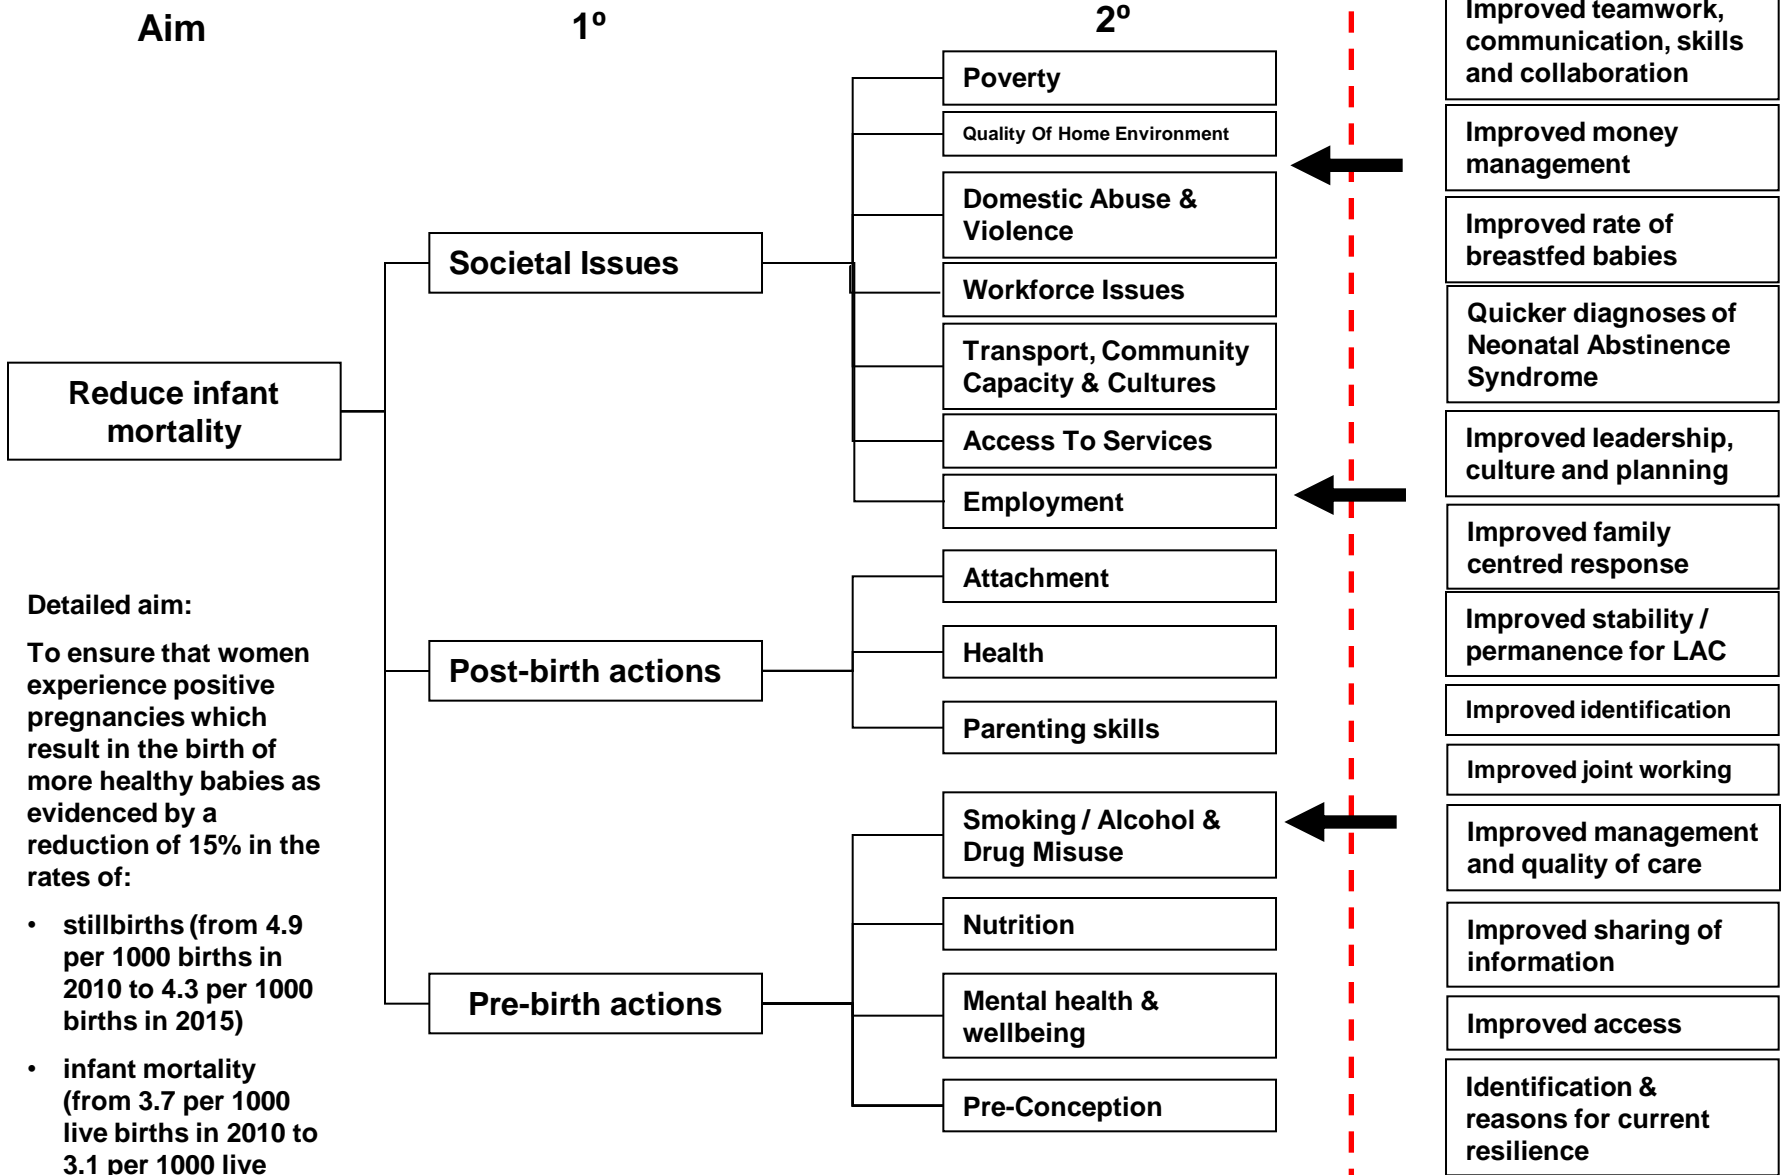 Aim
1º
2º
Reduce infant
mortality
Detailed aim:
To ensure that women
experience positive
pregnancies which
result in the birth of
more healthy babies as
evidenced by a
reduction of 15% in the
rates of:
• stillbirths (from 4.9
per 1000 births in
2010 to 4.3 per 1000
births in 2015)
• infant mortality
(from 3.7 per 1000
live births in 2010 to
3.1 per 1000 live
Societal Issues
Post-birth actions
Pre-birth actions
Poverty
Quality Of Home Environment
Domestic Abuse &
Violence
Workforce Issues
Transport, Community
Capacity & Cultures
Access To Services
Employment
Attachment
Health
Parenting skills
Smoking / Alcohol &
Drug Misuse
Nutrition
Mental health &
wellbeing
Pre-Conception
Improved teamwork,
communication, skills
and collaboration
Improved money
management
Improved rate of
breastfed babies
Quicker diagnoses of
Neonatal Abstinence
Syndrome
Improved leadership,
culture and planning
Improved family
centred response
Improved stability /
permanence for LAC
Improved identification
Improved joint working
Improved management
and quality of care
Improved sharing of
information
Improved access
Identification &
reasons for current
resilience